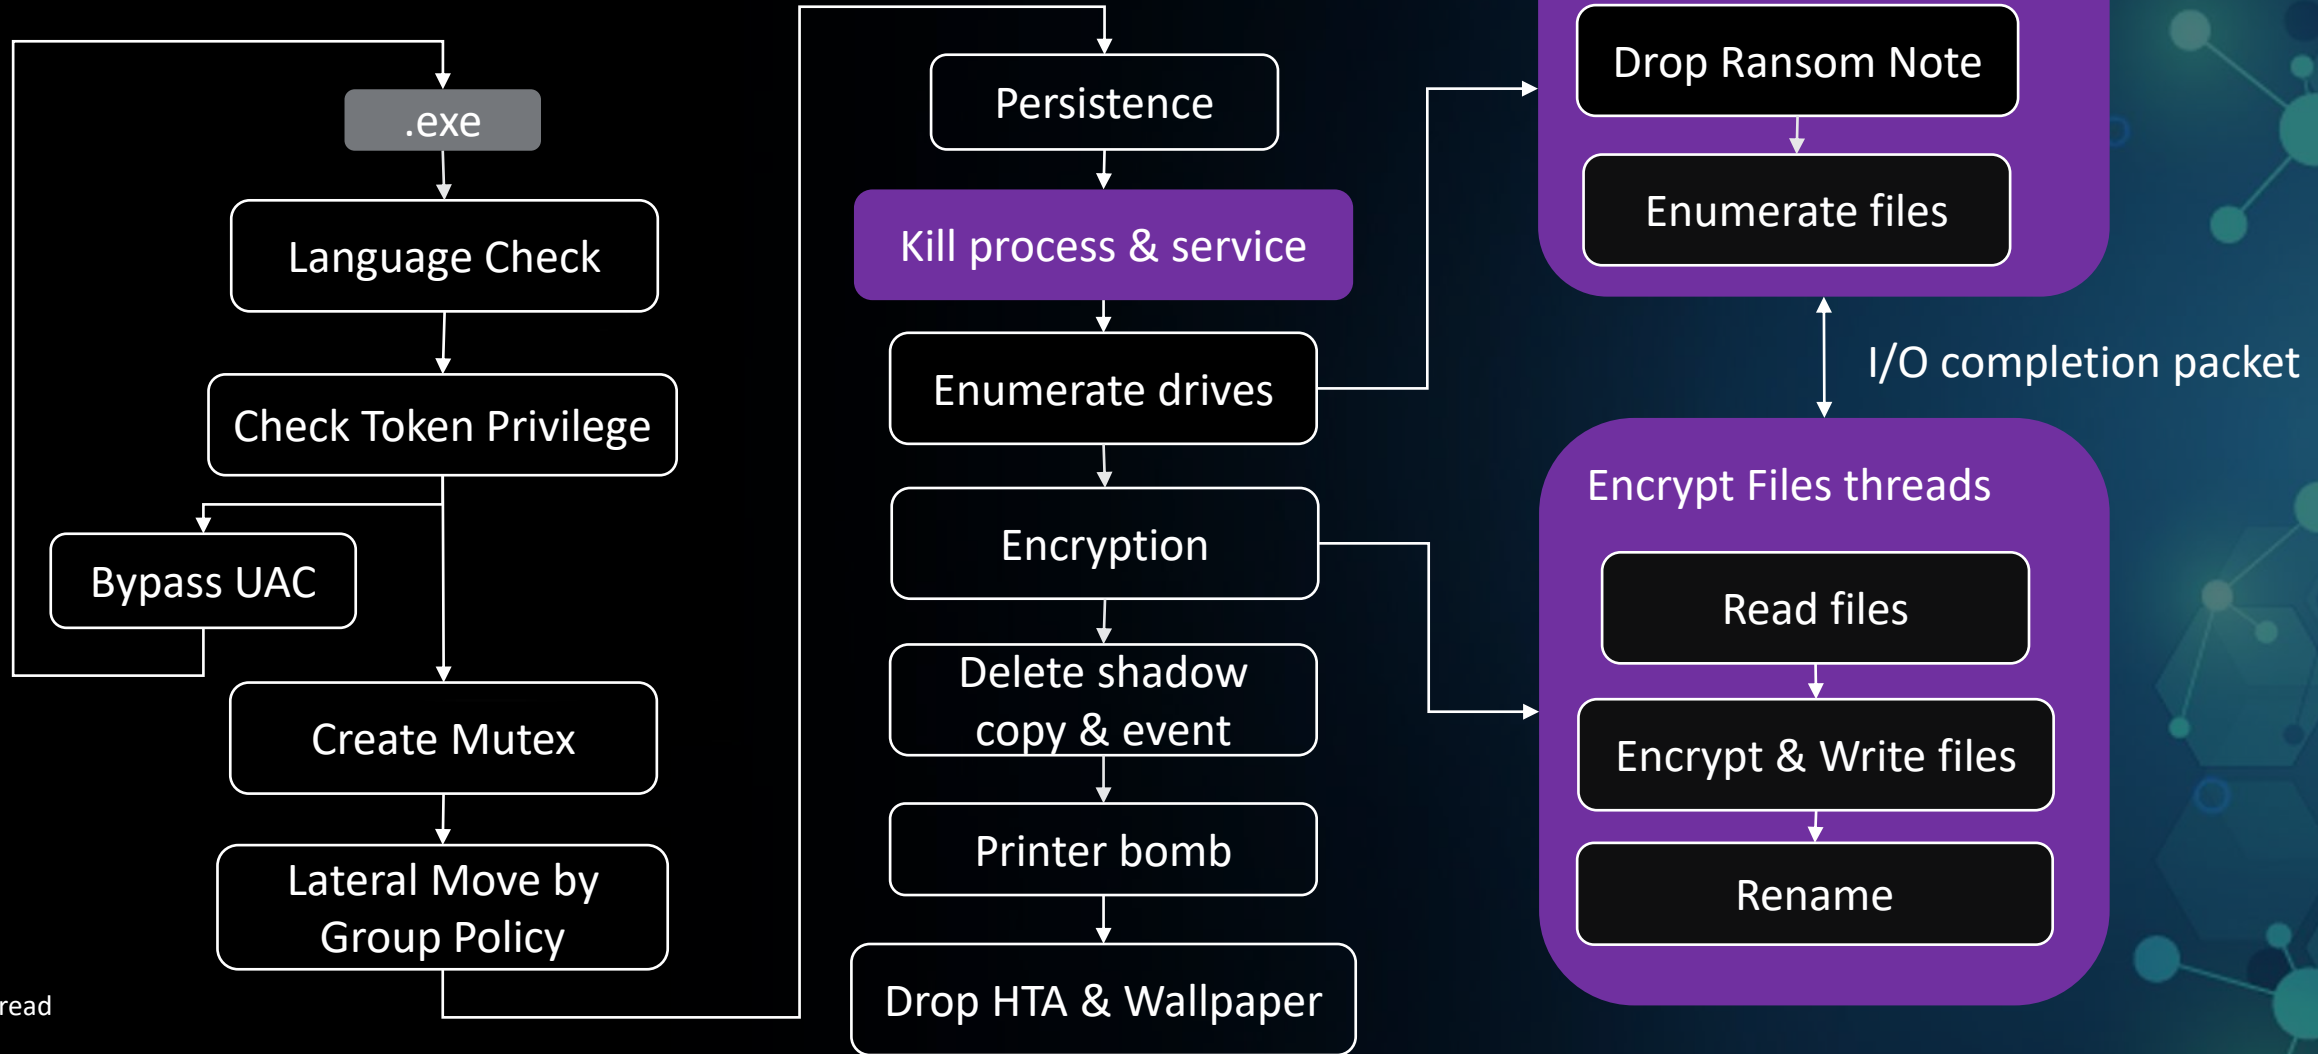 .exe
Language Check
Check Token Privilege
Bypass UAC
Create Mutex
Lateral Move by
Group Policy
read
Persistence
Kill process & service
Enumerate drives
Encryption
Delete shadow
copy & event
Printer bomb
Drop HTA & Wallpaper
Drop Ransom Note
Enumerate files
I/O completion packet
Encrypt Files threads
Read files
Encrypt & Write files
Rename